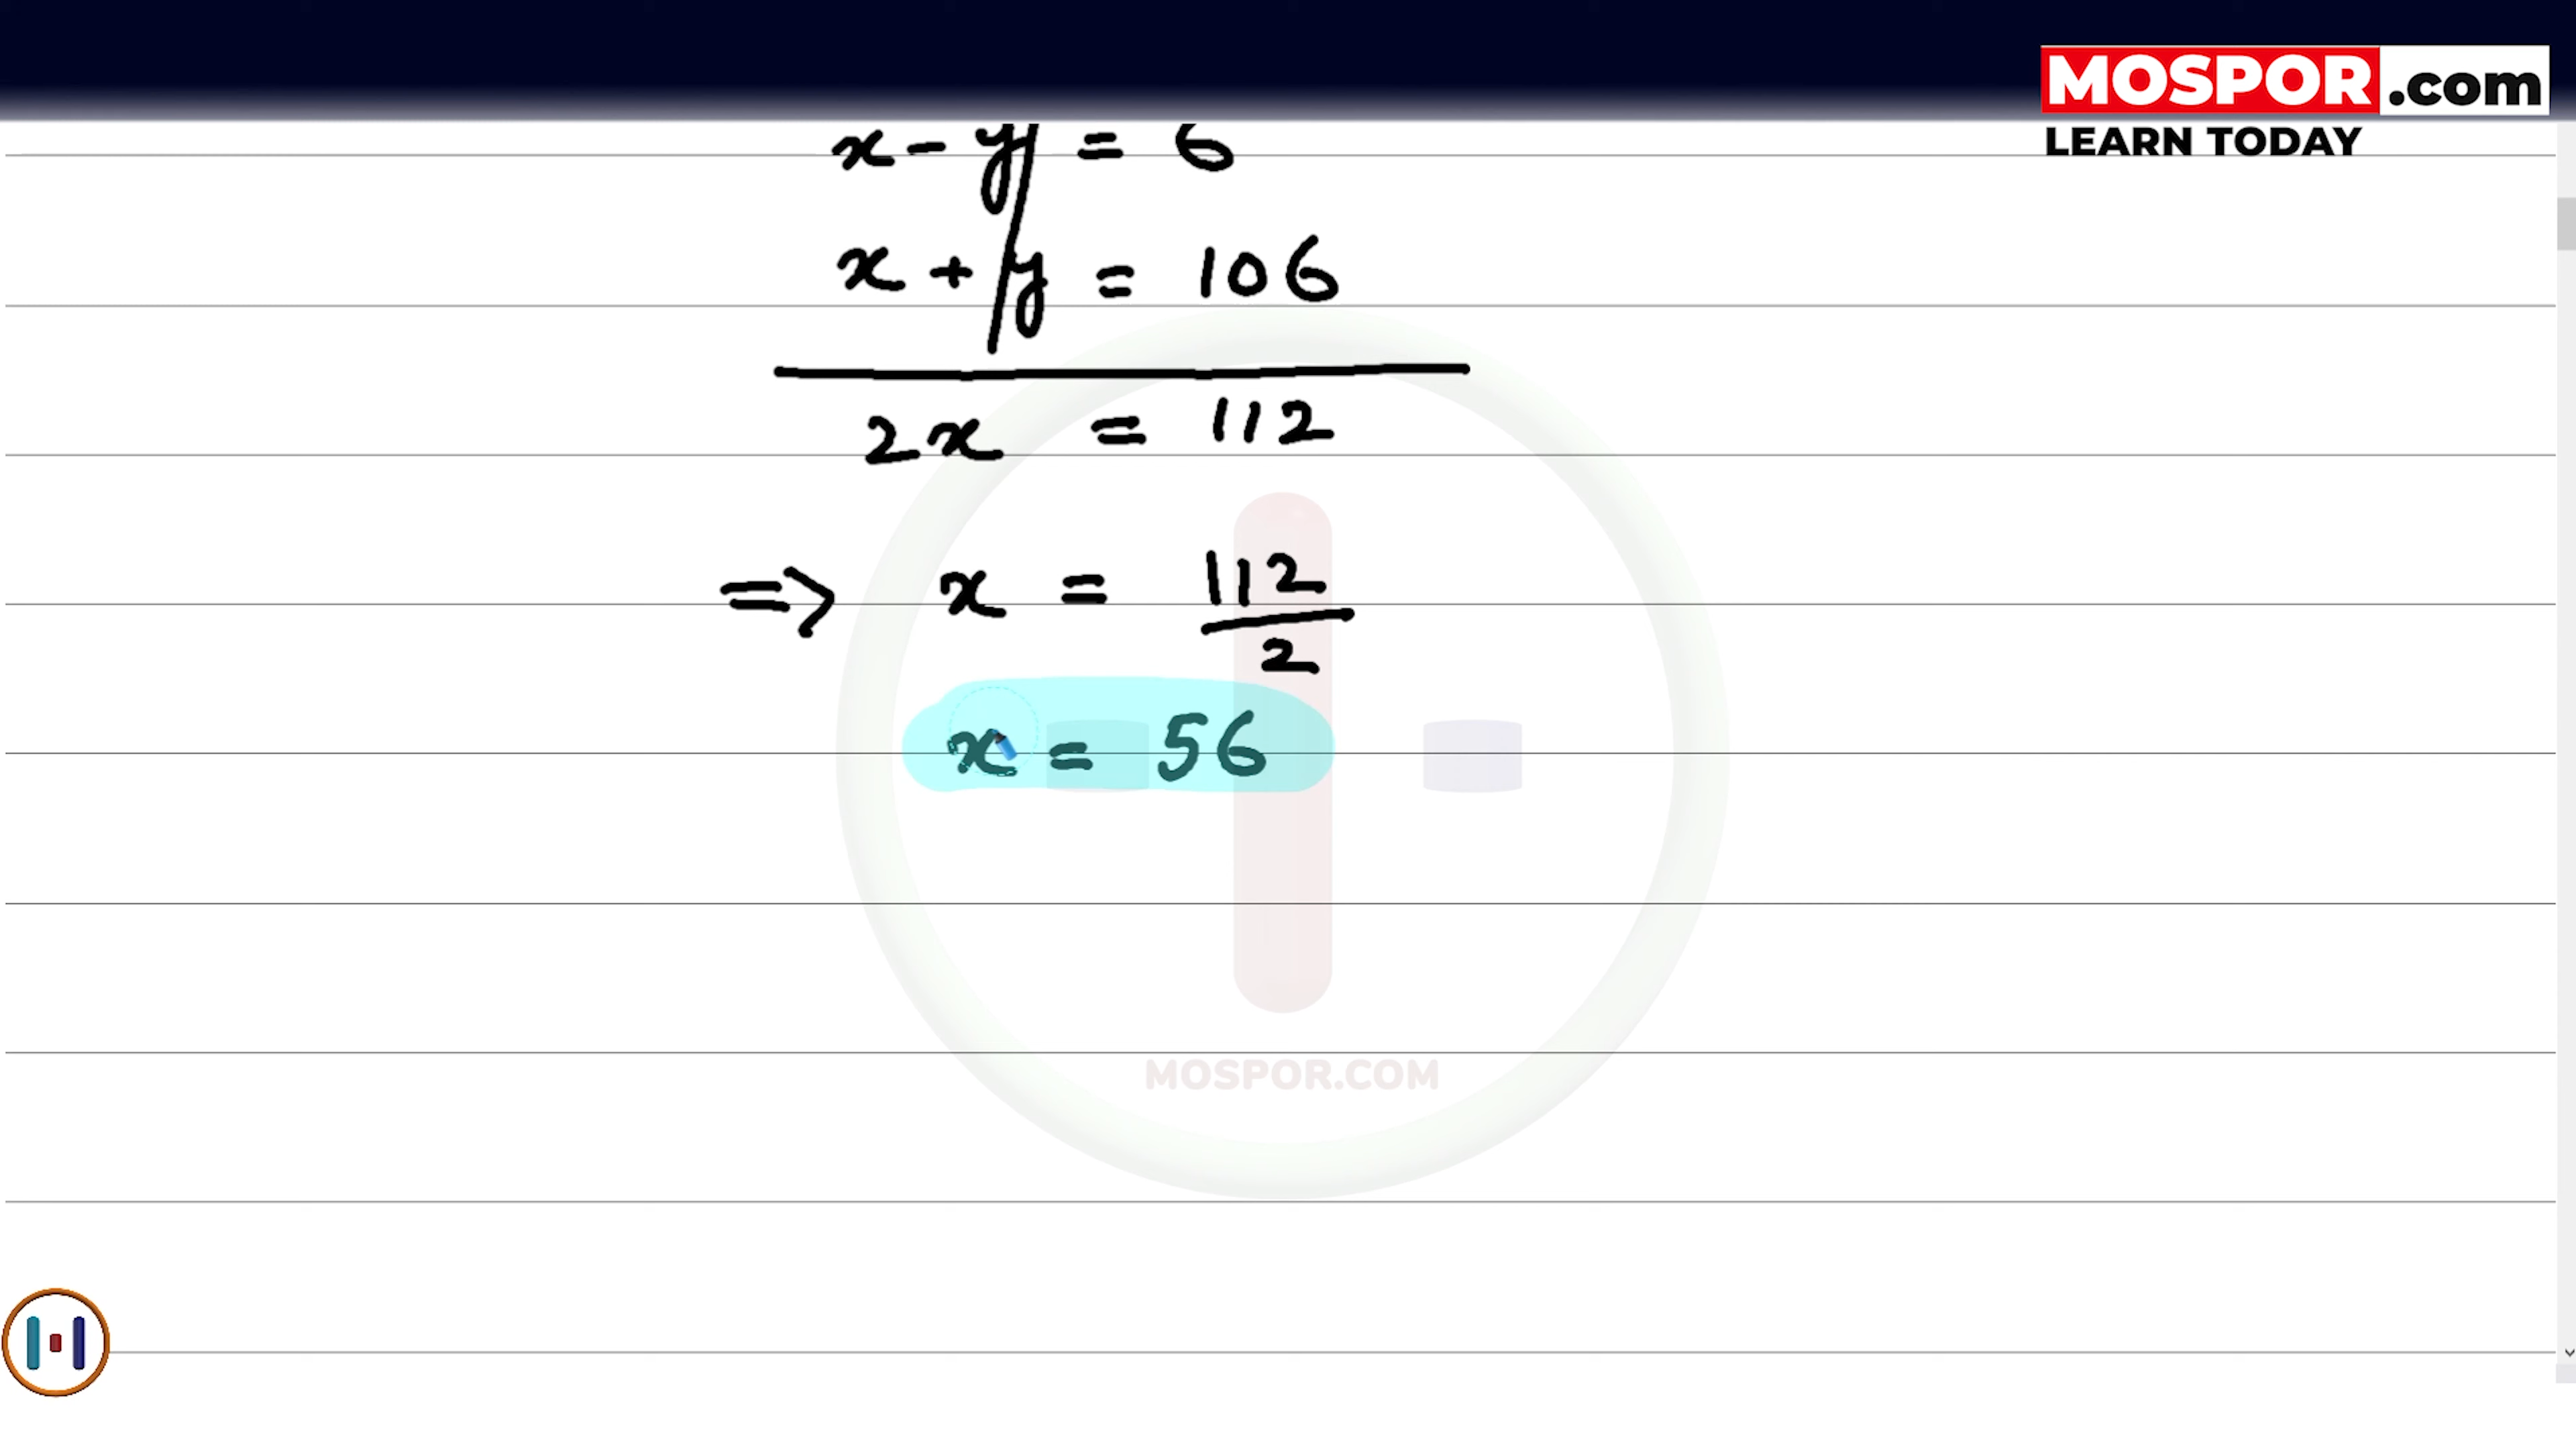 MOSPOR.com
LEARN TODAY
x - y = 6
x + y = 106
2x = 112
=> x = 112/2
x = 56
MOSPOR.COM